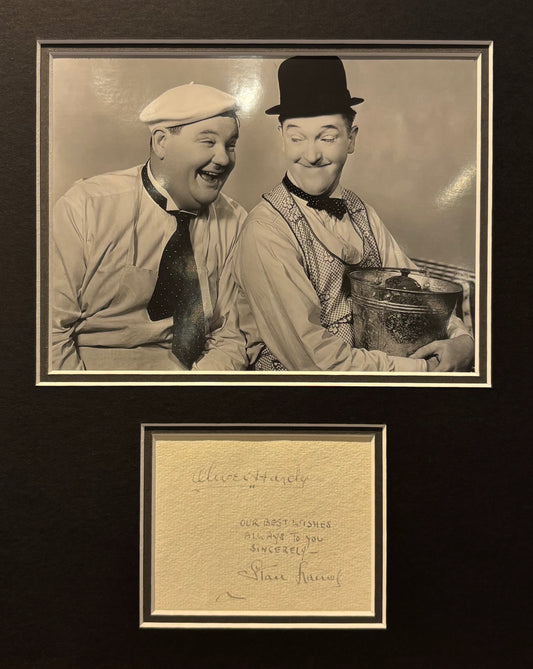 Oliver Hardy
OUR BEST WISHES
ALWAYS TO YOU
SINCERELY—
Stan Laurel